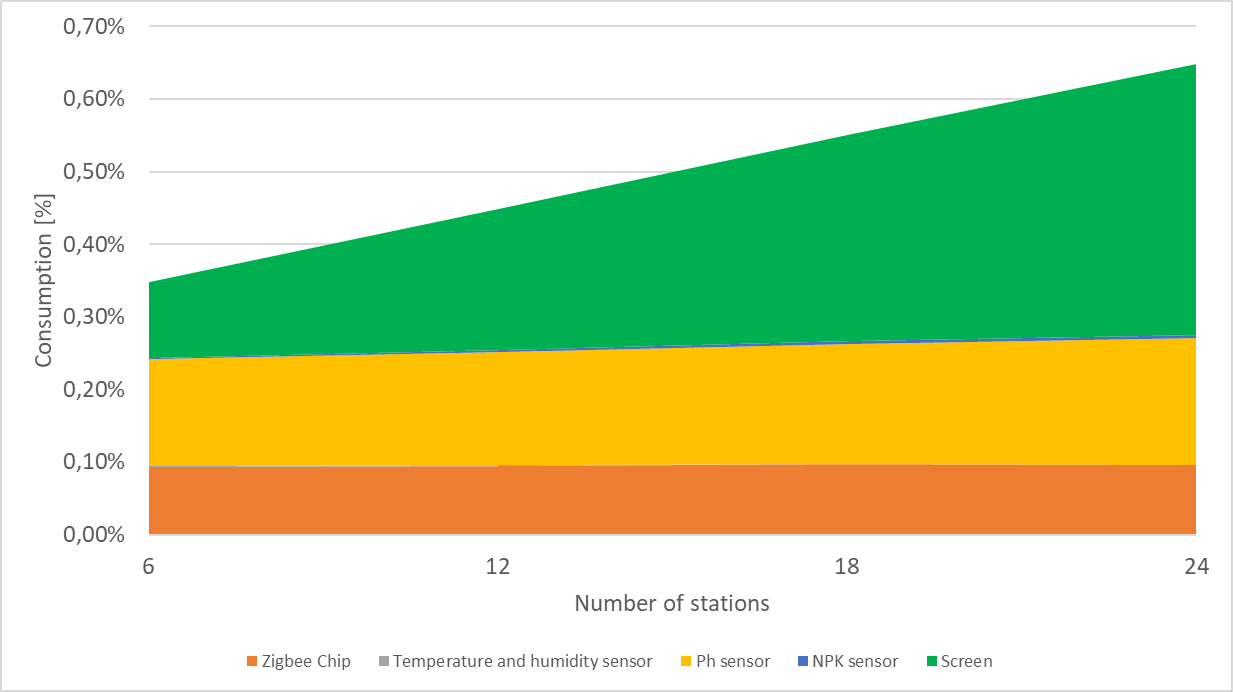 0,70%
0,60%
0,50%
0,40%
0,30%
0,20%
0,10%
0,00%
Consumption [%]
6 12 18 24
Number of stations
Zigbee Chip Temperature and humidity sensor Ph sensor NPK sensor Screen